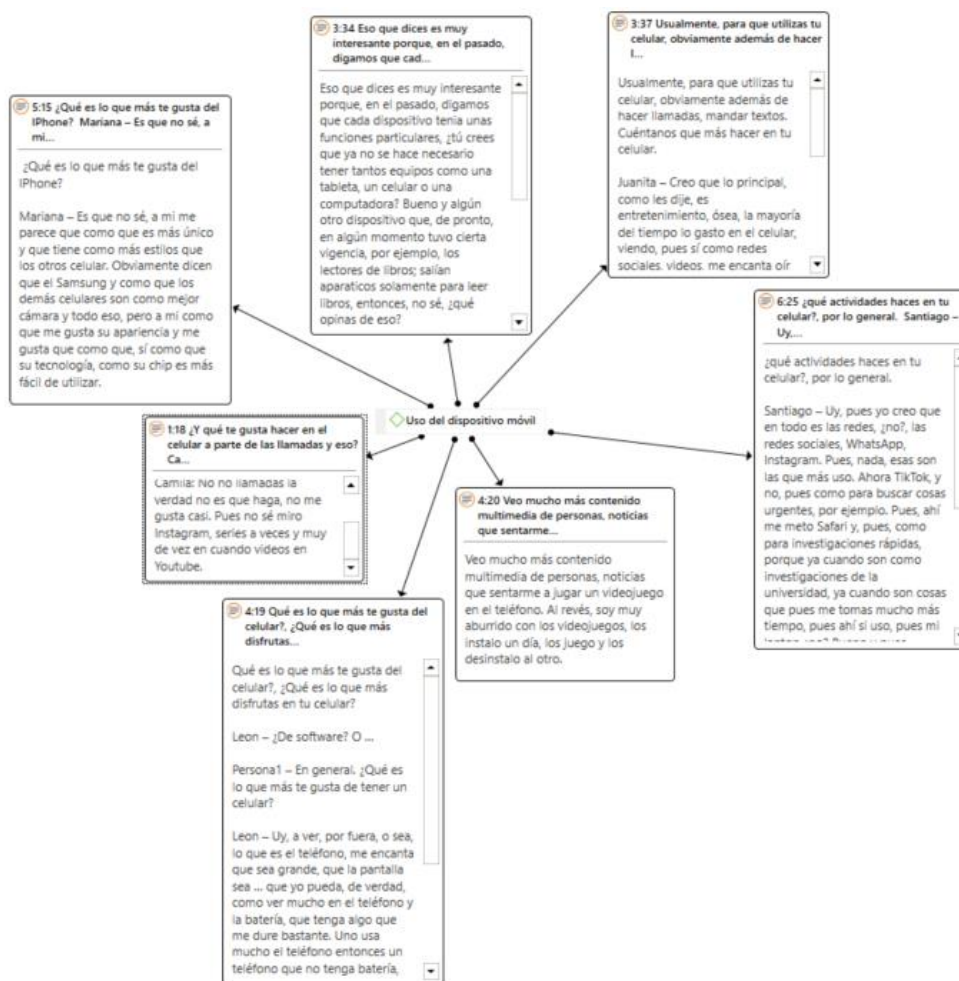 3:34 Eso que dices es muy
interesante porque, en el pasado,
digamos que cad...
Eso que dices es muy interesante
porque, en el pasado, digamos
que cada dispositivo tenia unas
funciones particulares, ¿tú crees
que ya no se hace necesario
tener tantos equipos como una
tableta, un celular o una
computadora? Bueno y algún
otro dispositivo que, de pronto,
en algún momento tuvo cierta
vigencia, por ejemplo, los
lectores de libros; salían
aparaticos solamente para leer
libros, entonces, no sé, ¿qué
opinas de eso?
3:37 Usualmente, para que utilizas tu
celular, obviamente además de hacer
l...
Usualmente, para que utilizas tu
celular, obviamente además de
hacer llamadas, mandar textos.
Cuéntanos que más hacer en tu
celular.
Juanita – Creo que lo principal,
como les dije, es
entretenimiento, ósea, la mayoría
del tiempo lo gasto en el celular,
viendo, pues sí como redes
sociales, videos, me encanta oír
5:15 ¿Qué es lo que más te gusta del
IPhone? Mariana – Es que no sé, a
mi...
¿Qué es lo que más te gusta del
IPhone?
Mariana – Es que no sé, a mi me
parece que como que es más único
y que tiene como más estilos que
los otros celular. Obviamente dicen
que el Samsung y como que los
demás celulares son como mejor
cámara y todo eso, pero a mí como
que me gusta su apariencia y me
gusta que como que, sí como que
su tecnología, como su chip es más
fácil de utilizar.
6:25 ¿qué actividades haces en tu
celular?, por lo general. Santiago –
Uy,...
¿qué actividades haces en tu
celular?, por lo general.
Santiago – Uy, pues yo creo que
en todo es las redes, ¿no?, las
redes sociales, WhatsApp,
Instagram. Pues, nada, esas son
las que más uso. Ahora TikTok, y
no, pues como para buscar cosas
urgentes, por ejemplo. Pues, ahí
me meto Safari y, pues, como
para investigaciones rápidas,
porque ya cuando son como
investigaciones de la
universidad, ya cuando son cosas
que pues me tomas mucho más
tiempo, pues ahí si uso, pues mi
Uso del dispositivo móvil
1:18 ¿Y qué te gusta hacer en el
celular a parte de las llamadas y eso?
Ca...
Camila: No no llamadas la
verdad no es que haga, no me
gusta casi. Pues no sé miro
Instagram, series a veces y muy
de vez en cuando videos en
Youtube.
4:20 Veo mucho más contenido
multimedia de personas, noticias
que sentarme...
Veo mucho más contenido
multimedia de personas, noticias
que sentarme a jugar un videojuego
en el teléfono. Al revés, soy muy
aburrido con los videojuegos, los
instalo un día, los juego y los
desinstalo al otro.
4:19 Qué es lo que más te gusta del
celular?, ¿Qué es lo que más
disfrutas...
Qué es lo que más te gusta del
celular?, ¿Qué es lo que más
disfrutas en tu celular?
Leon – ¿De software? O ...
Persona1 – En general. ¿Qué es
lo que más te gusta de tener un
celular?
Leon – Uy, a ver, por fuera, o sea,
lo que es el teléfono, me encanta
que sea grande, que la pantalla
sea ... que yo pueda, de verdad,
como ver mucho en el teléfono y
la batería, que tenga algo que
me dure bastante. Uno usa
mucho el teléfono entonces un
teléfono que no tenga batería,